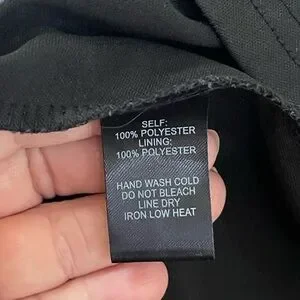 SELF:
100% POLYESTER
LINING:
100% POLYESTER
HAND WASH COLD
DO NOT BLEACH
LINE DRY
IRON LOW HEAT